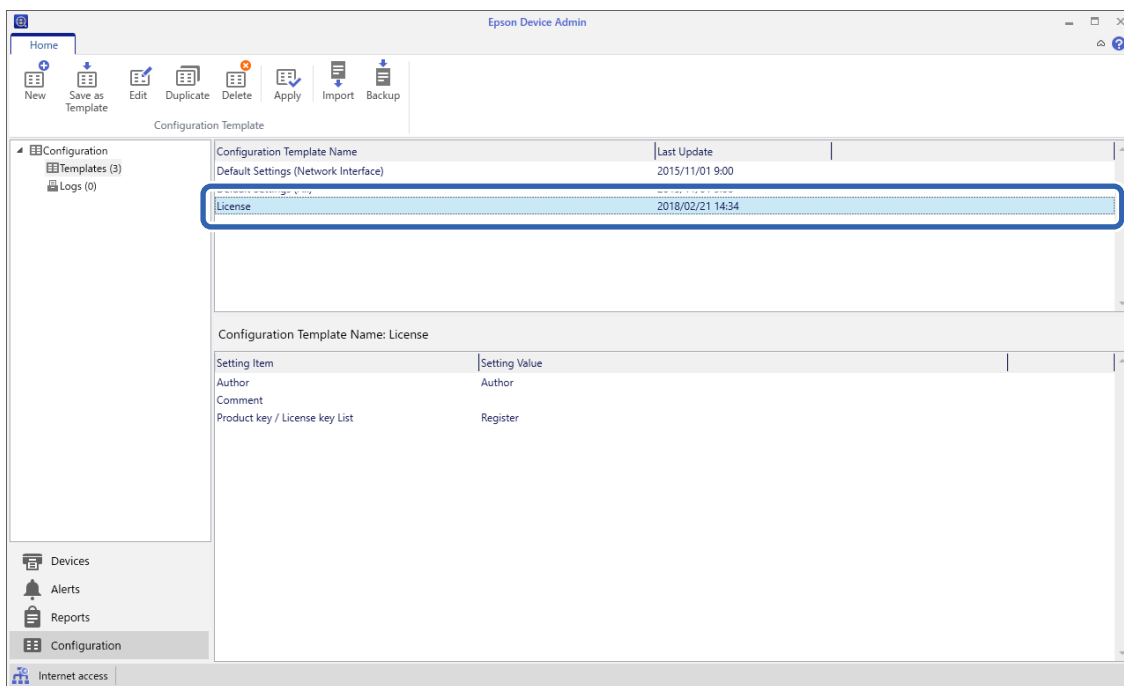 Epson Device Admin
Home
New
Save as
Template
Edit
Duplicate
Delete
Apply
Import
Backup
Configuration Template
Configuration
Templates (3)
Logs (0)
Configuration Template Name Last Update
Default Settings (Network Interface) 2015/11/01 9:00
License 2018/02/21 14:34
Configuration Template Name: License
Setting Item Setting Value
Author Author
Comment
Product key / License key List Register
Devices
Alerts
Reports
Configuration
Internet access